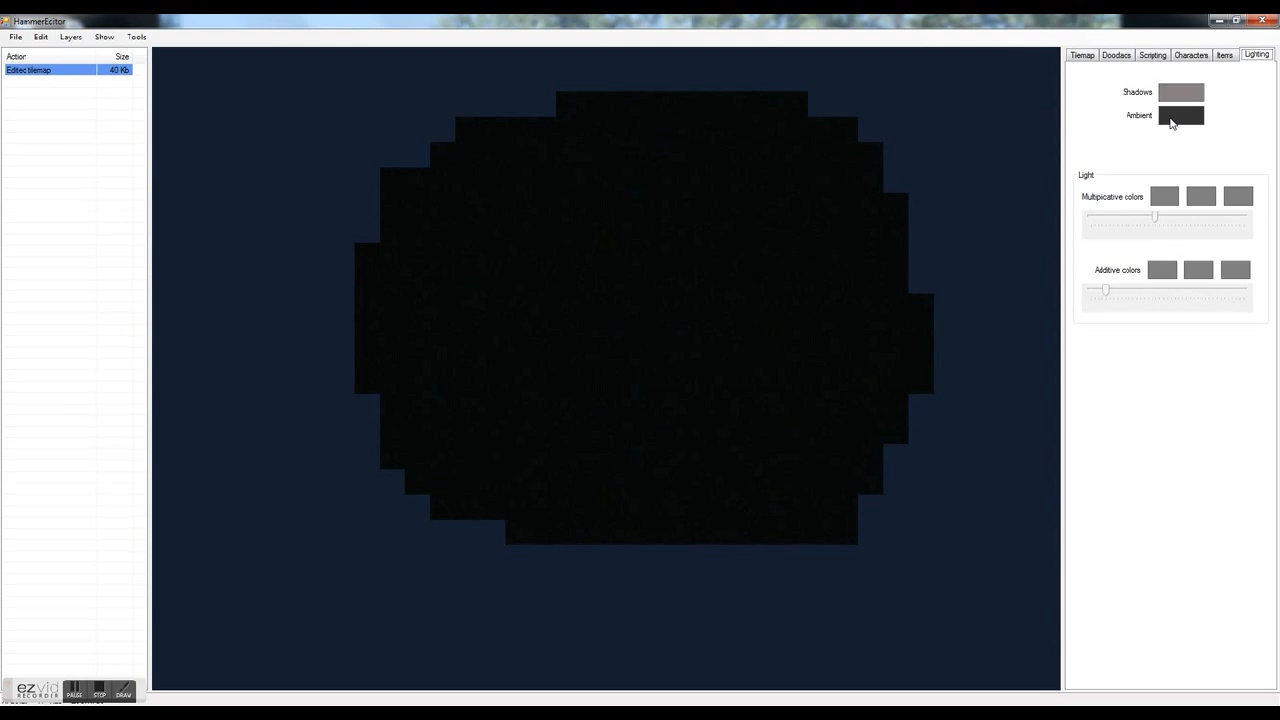 HammerEditor
File Edit Layers Show Tools
Action Size
Edited tilemap 40 Kb
Tilemap Doodads Scripting Characters Items Lighting
Shadows
Ambient
Light
Multiplicative colors
Additive colors
ezvid
RECORDER
PAUSE STOP DRAW